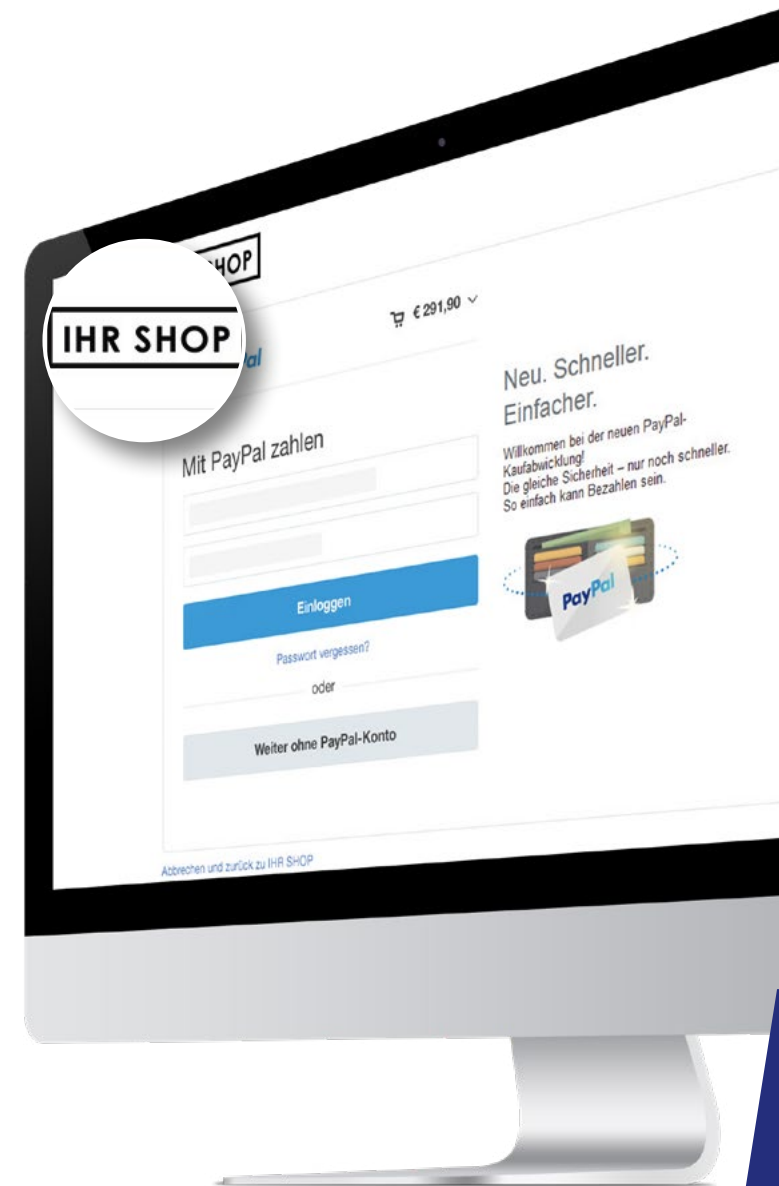 IHR SHOP
HOP
€ 291,90
Pal
Mit PayPal zahlen
Einloggen
Passwort vergessen?
oder
Weiter ohne PayPal-Konto
Abbrechen und zurück zu IHR SHOP
Neu. Schneller.
Einfacher.
Willkommen bei der neuen PayPal-
Kaufabwicklung!
Die gleiche Sicherheit – nur noch schneller.
So einfach kann Bezahlen sein.
PayPal